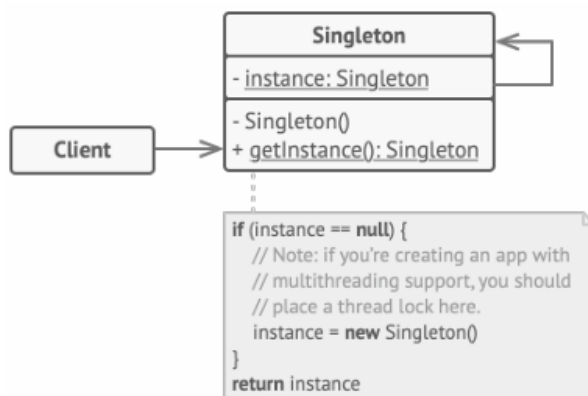 Singleton
- instance: Singleton
- Singleton()
+ getInstance(): Singleton
Client
if (instance == null) {
// Note: if you're creating an app with
// multithreading support, you should
// place a thread lock here.
instance = new Singleton()
}
return instance